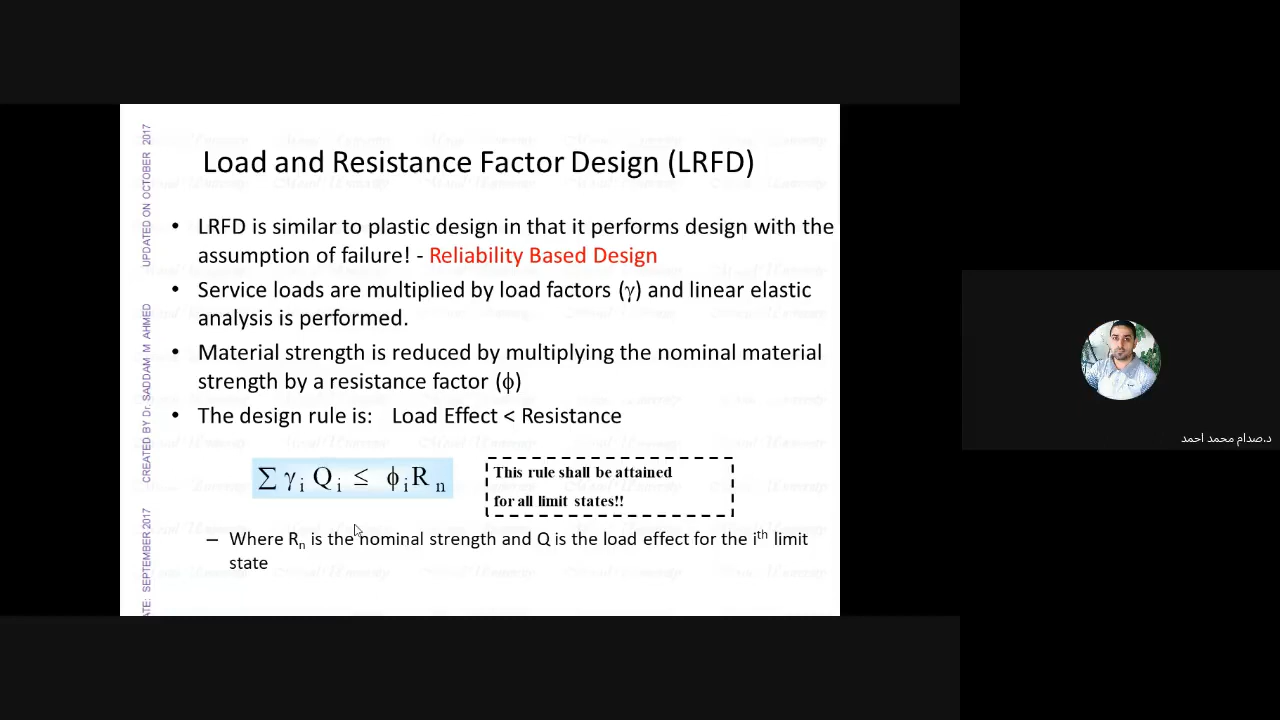 Load and Resistance Factor Design (LRFD)
• LRFD is similar to plastic design in that it performs design with the
assumption of failure! - Reliability Based Design
• Service loads are multiplied by load factors (γ) and linear elastic
analysis is performed.
• Material strength is reduced by multiplying the nominal material
strength by a resistance factor (ϕ)
• The design rule is: Load Effect < Resistance
∑ γi Qi ≤ ϕiRn
This rule shall be attained
for all limit states!!
– Where Rn is the nominal strength and Q is the load effect for the ith limit
state
ATE: SEPTEMBER 2017 CREATED BY Dr. SADDAM M AHMED UPDATED ON OCTOBER 2017
د.صدام محمد احمد